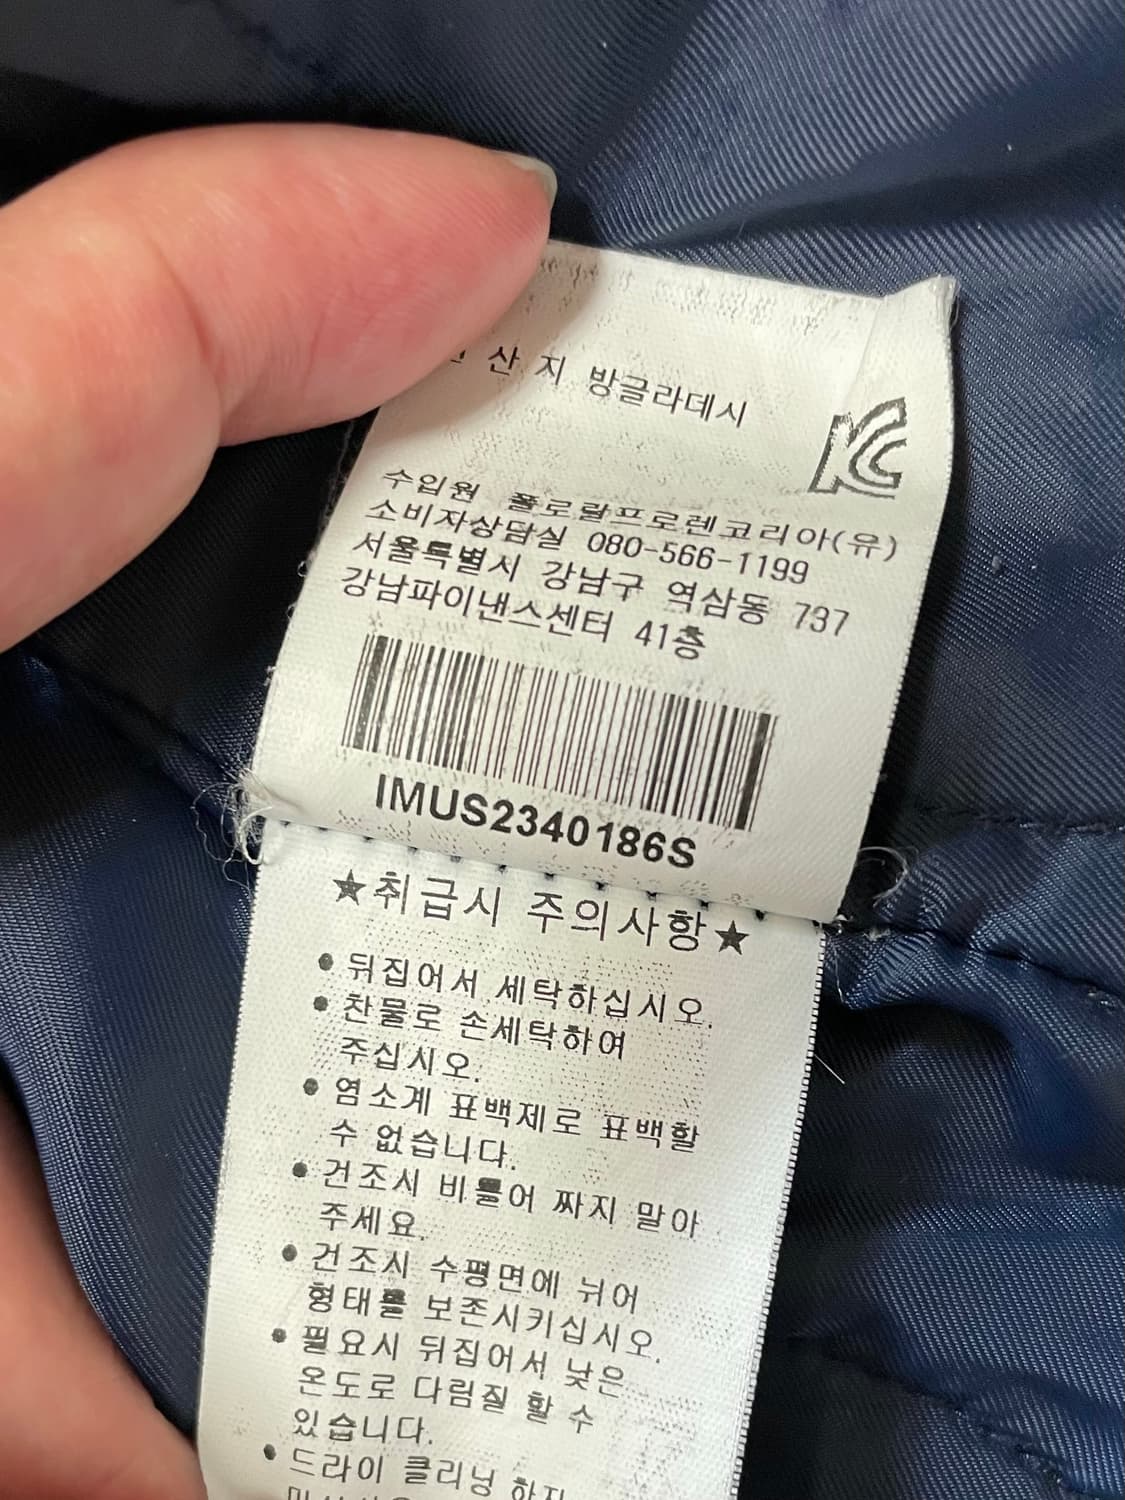 산 지 방글라데시
KC
수입원 폴로랄프로렌코리아(유)
소비자상담실 080-566-1199
서울특별시 강남구 역삼동 737
강남파이낸스센터 41층
IMUS2340186S
★취급시 주의사항★
• 뒤집어서 세탁하십시오.
• 찬물로 손세탁하여
주십시오.
• 염소계 표백제로 표백할
수 없습니다.
• 건조시 비틀어 짜지 말아
주세요.
• 건조시 수평면에 뉘어
형태를 보존시키십시오.
• 필요시 뒤집어서 낮은
온도로 다림질 할 수
있습니다.
• 드라이 클리닝 하지